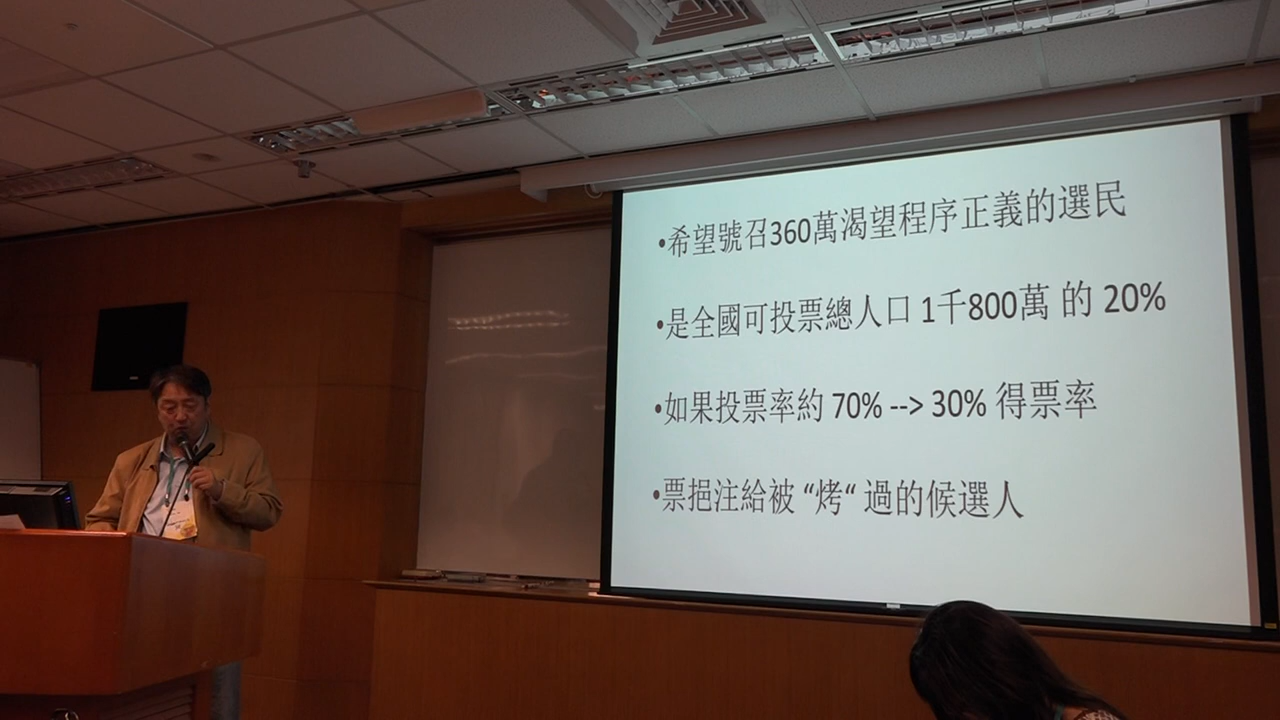 •希望號召360萬渴望程序正義的選民
•是全國可投票總人口 1千800萬 的 20%
•如果投票率約 70% --> 30% 得票率
•票挹注給被 “烤“ 過的候選人